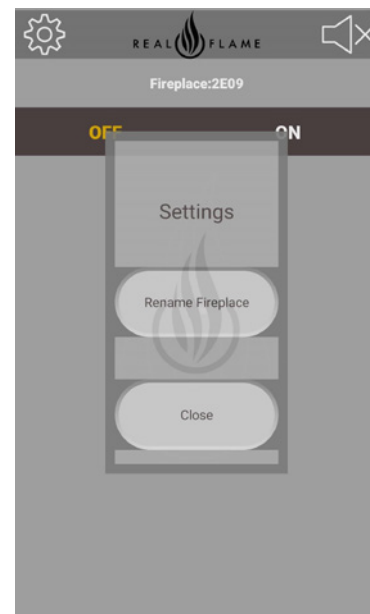 REAL FLAME
Fireplace:2E09
OFF ON
Settings
Rename Fireplace
Close